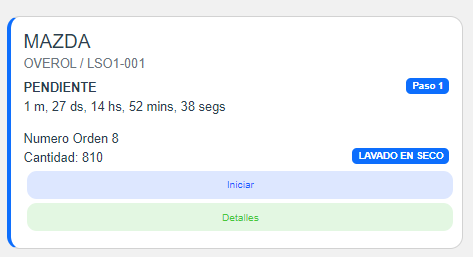 MAZDA
OVEROL / LSO1-001
PENDIENTE
Paso 1
1 m, 27 ds, 14 hs, 52 mins, 38 segs
Numero Orden 8
Cantidad: 810
LAVADO EN SECO
Iniciar
Detalles